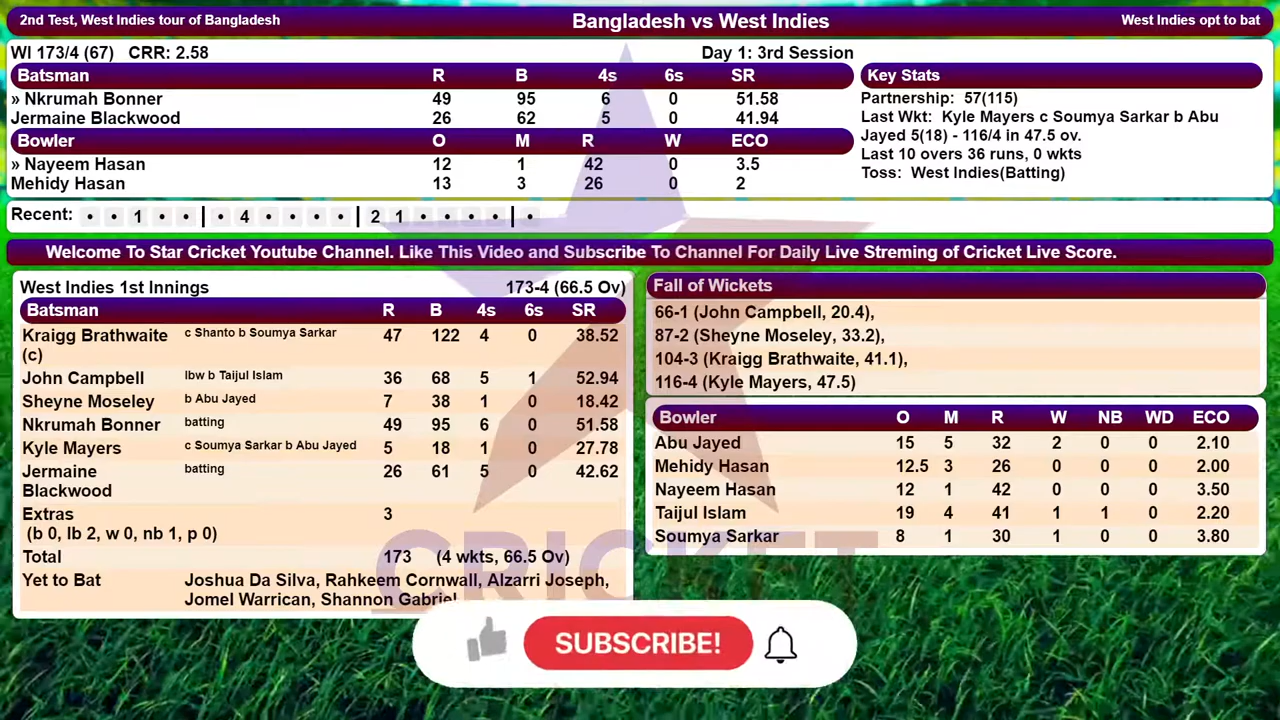 2nd Test, West Indies tour of Bangladesh Bangladesh vs West Indies West Indies opt to bat
WI 173/4 (67) CRR: 2.58 Day 1: 3rd Session
Batsman R B 4s 6s SR
» Nkrumah Bonner 49 95 6 0 51.58
Jermaine Blackwood 26 62 5 0 41.94
Bowler O M R W ECO
» Nayeem Hasan 12 1 42 0 3.5
Mehidy Hasan 13 3 26 0 2
Key Stats
Partnership: 57(115)
Last Wkt: Kyle Mayers c Soumya Sarkar b Abu
Jayed 5(18) - 116/4 in 47.5 ov.
Last 10 overs 36 runs, 0 wkts
Toss: West Indies(Batting)
Recent: • • 1 • • | • 4 • • • • | 2 1 • • • • | •
Welcome To Star Cricket Youtube Channel. Like This Video and Subscribe To Channel For Daily Live Streming of Cricket Live Score.
West Indies 1st Innings 173-4 (66.5 Ov)
Batsman R B 4s 6s SR
Kraigg Brathwaite c Shanto b Soumya Sarkar 47 122 4 0 38.52
(c)
John Campbell lbw b Taijul Islam 36 68 5 1 52.94
Sheyne Moseley b Abu Jayed 7 38 1 0 18.42
Nkrumah Bonner batting 49 95 6 0 51.58
Kyle Mayers c Soumya Sarkar b Abu Jayed 5 18 1 0 27.78
Jermaine batting 26 61 5 0 42.62
Blackwood
Extras 3
(b 0, lb 2, w 0, nb 1, p 0)
Total 173 (4 wkts, 66.5 Ov)
Yet to Bat Joshua Da Silva, Rahkeem Cornwall, Alzarri Joseph,
Jomel Warrican, Shannon Gabriel
Fall of Wickets
66-1 (John Campbell, 20.4),
87-2 (Sheyne Moseley, 33.2),
104-3 (Kraigg Brathwaite, 41.1),
116-4 (Kyle Mayers, 47.5)
Bowler O M R W NB WD ECO
Abu Jayed 15 5 32 2 0 0 2.10
Mehidy Hasan 12.5 3 26 0 0 0 2.00
Nayeem Hasan 12 1 42 0 0 0 3.50
Taijul Islam 19 4 41 1 1 0 2.20
Soumya Sarkar 8 1 30 1 0 0 3.80
CRICKET
SUBSCRIBE!